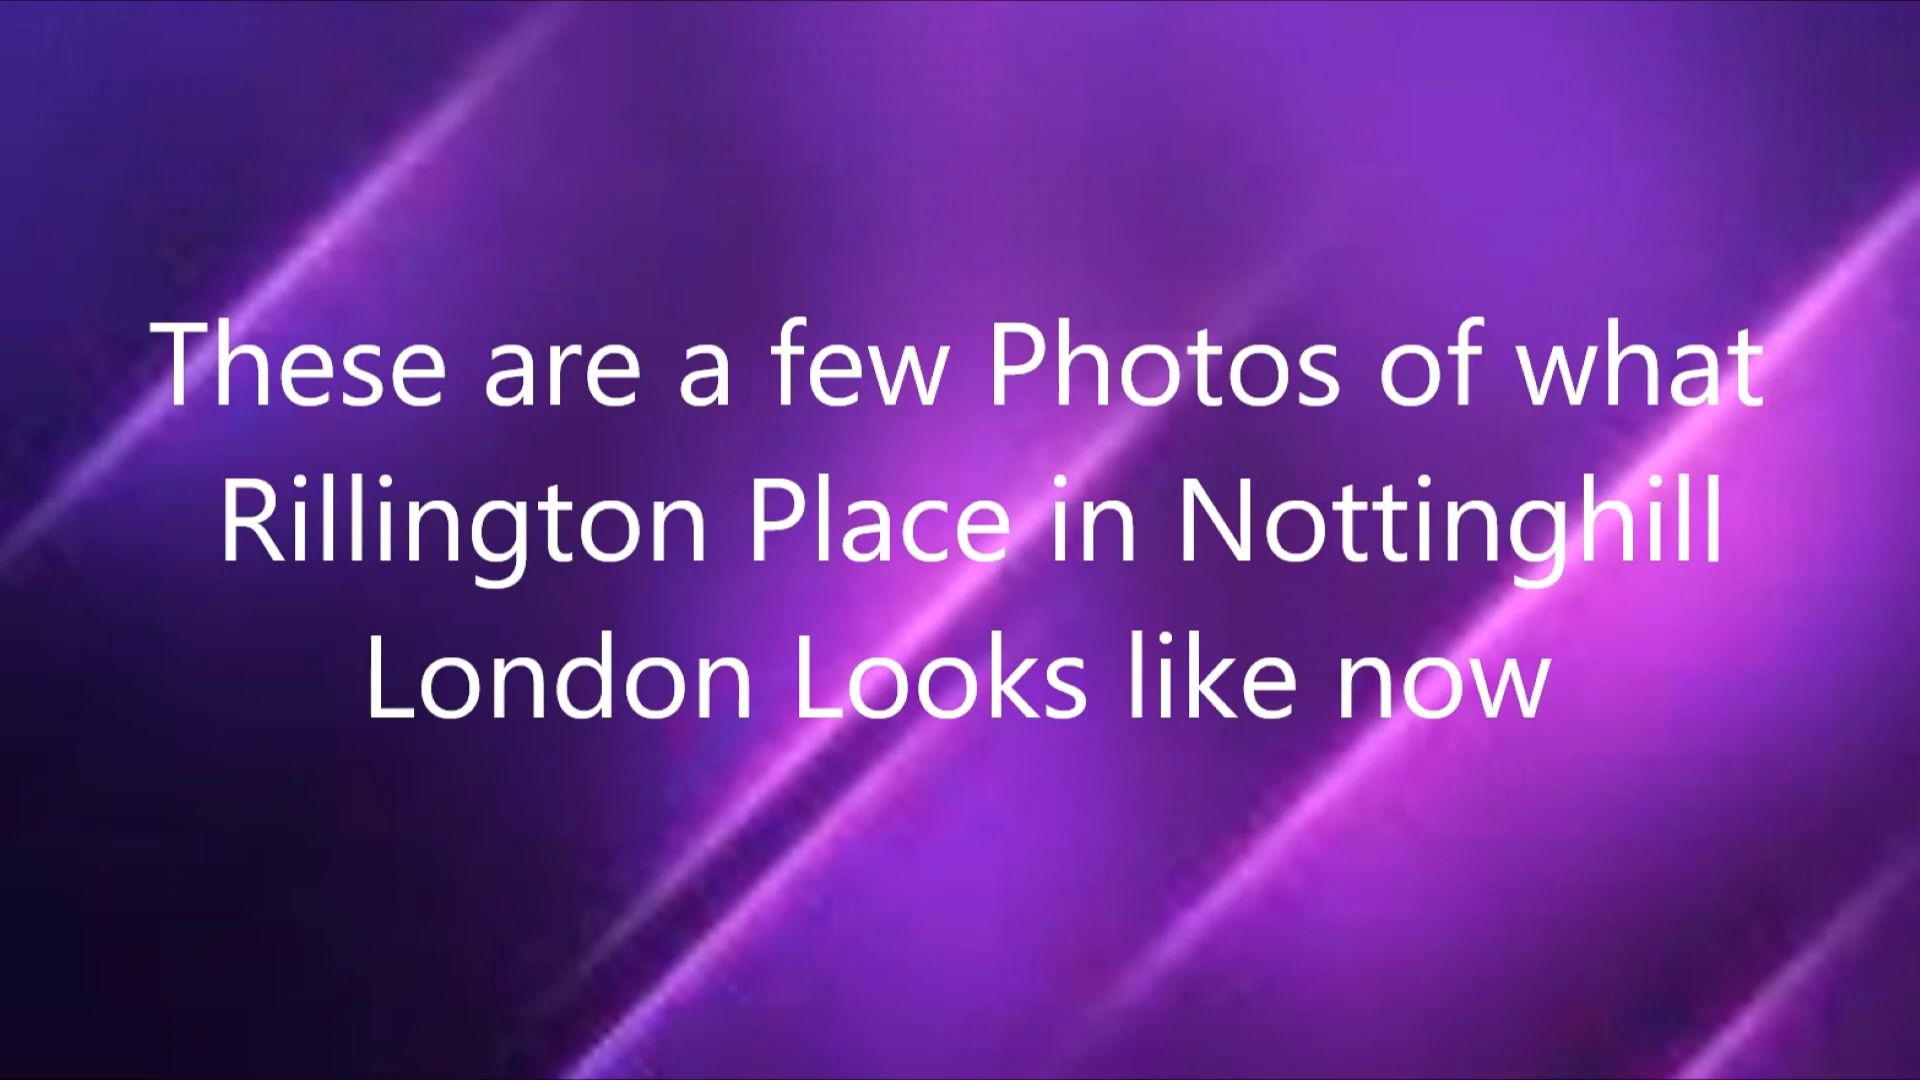 These are a few Photos of what
Rillington Place in Nottinghill
London Looks like now